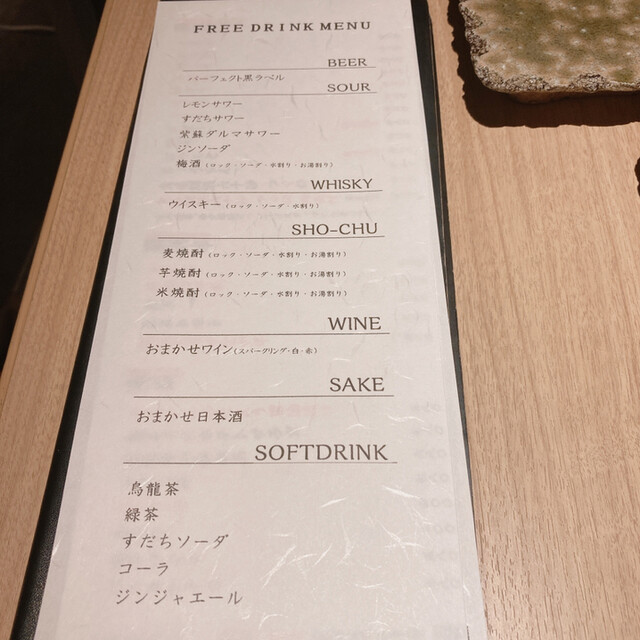 FREE DRINK MENU
BEER
パーフェクト黒ラベル
SOUR
レモンサワー
すだちサワー
紫蘇ダルマサワー
ジンソーダ
梅酒(ロック・ソーダ・水割り・お湯割り)
WHISKY
ウイスキー(ロック・ソーダ・水割り)
SHO-CHU
麦焼酎(ロック・ソーダ・水割り・お湯割り)
芋焼酎(ロック・ソーダ・水割り・お湯割り)
米焼酎(ロック・ソーダ・水割り・お湯割り)
WINE
おまかせワイン(スパークリング・白・赤)
SAKE
おまかせ日本酒
SOFTDRINK
烏龍茶
緑茶
すだちソーダ
コーラ
ジンジャエール